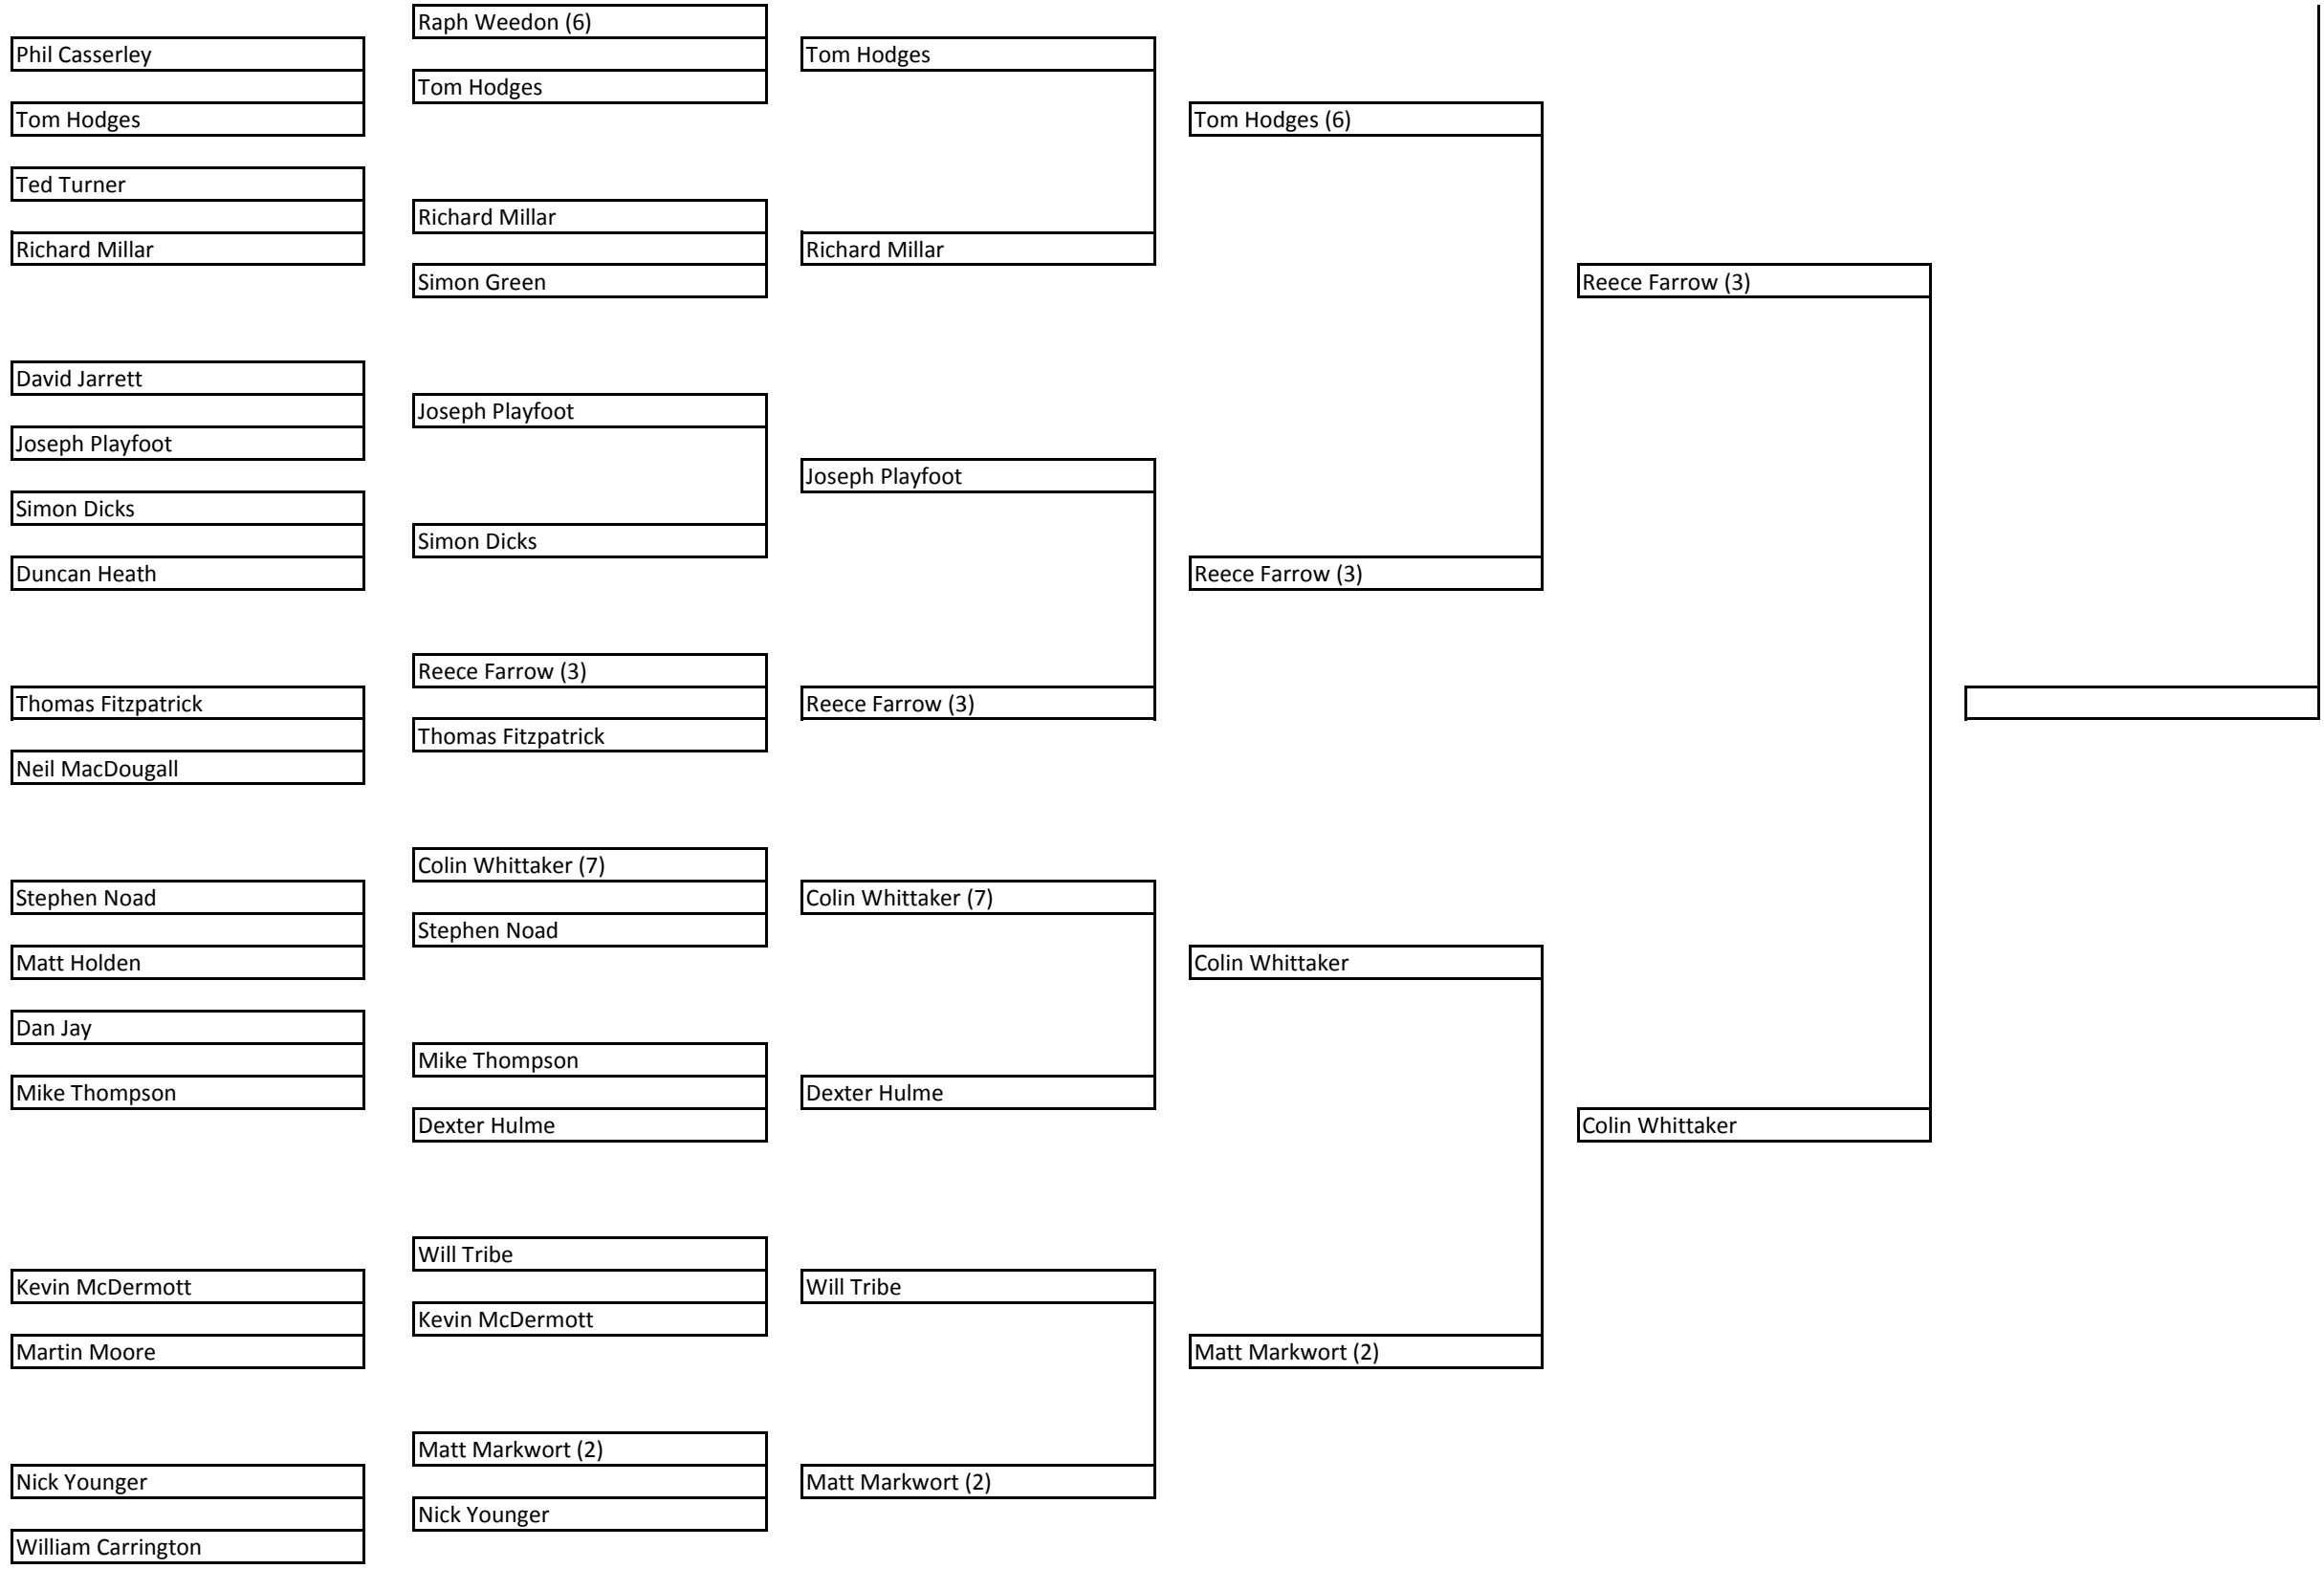 Phil Casserley
Tom Hodges
Ted Turner
Richard Millar
David Jarrett
Joseph Playfoot
Simon Dicks
Duncan Heath
Thomas Fitzpatrick
Neil MacDougall
Stephen Noad
Matt Holden
Dan Jay
Mike Thompson
Kevin McDermott
Martin Moore
Nick Younger
William Carrington
Raph Weedon (6)
Tom Hodges
Richard Millar
Simon Green
Joseph Playfoot
Simon Dicks
Reece Farrow (3)
Thomas Fitzpatrick
Colin Whittaker (7)
Stephen Noad
Mike Thompson
Dexter Hulme
Will Tribe
Kevin McDermott
Matt Markwort (2)
Nick Younger
Tom Hodges
Richard Millar
Joseph Playfoot
Reece Farrow (3)
Colin Whittaker (7)
Dexter Hulme
Will Tribe
Matt Markwort (2)
Tom Hodges (6)
Reece Farrow (3)
Colin Whittaker
Matt Markwort (2)
Reece Farrow (3)
Colin Whittaker